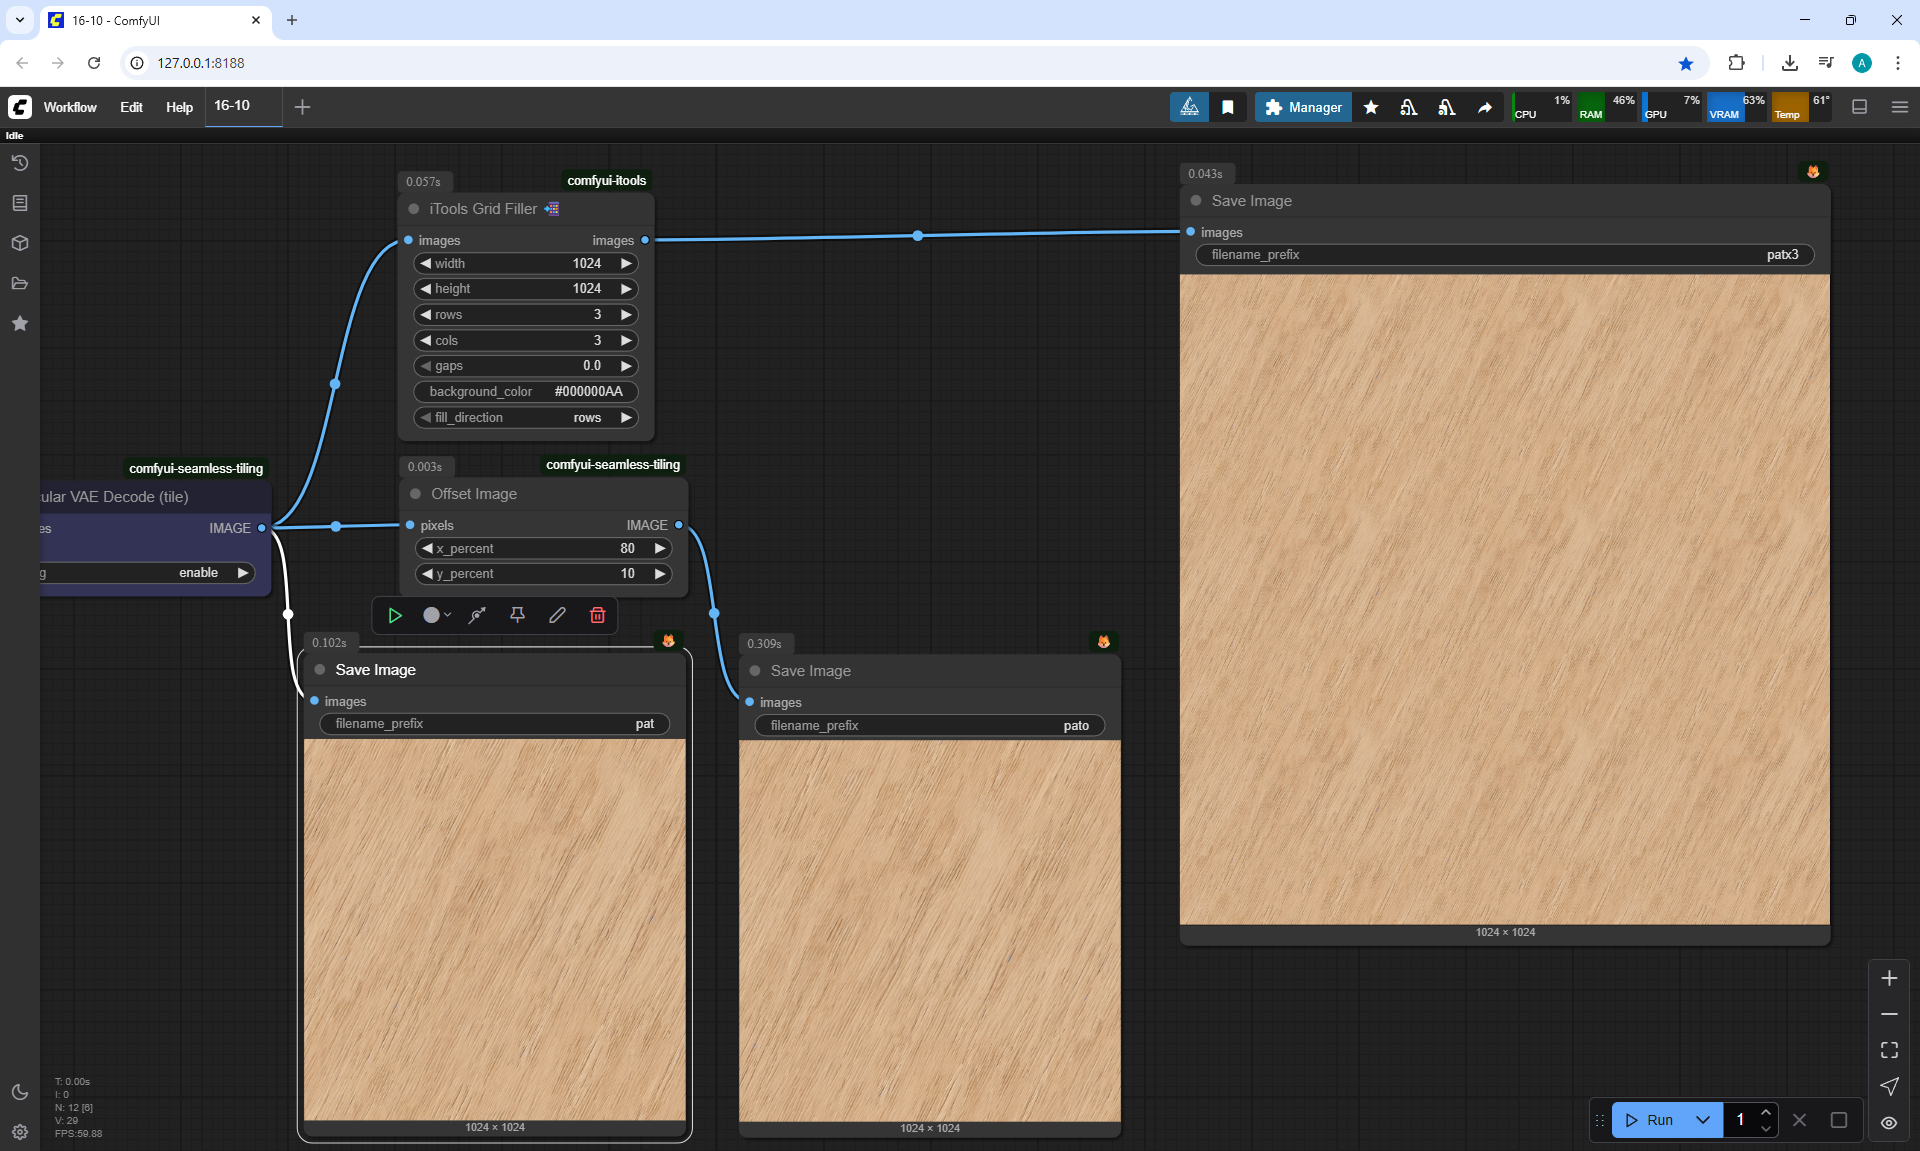 16-10 - ComfyUI
127.0.0.1:8188
A
Workflow
Edit
Help
16-10
Manager
CPU 1%
RAM 46%
GPU 7%
VRAM 63%
Temp 61°
Idle
0.057s
comfyui-itools
iTools Grid Filler
images images
width 1024
height 1024
rows 3
cols 3
gaps 0.0
background_color #000000AA
fill_direction rows
0.043s
Save Image
images
filename_prefix patx3
1024 × 1024
comfyui-seamless-tiling
cular VAE Decode (tile)
es IMAGE
g enable
0.003s
comfyui-seamless-tiling
Offset Image
pixels IMAGE
x_percent 80
y_percent 10
0.102s
Save Image
images
filename_prefix pat
1024 × 1024
0.309s
Save Image
images
filename_prefix pato
1024 × 1024
T: 0.00s
I: 0
N: 12 [6]
V: 29
FPS:59.88
Run 1